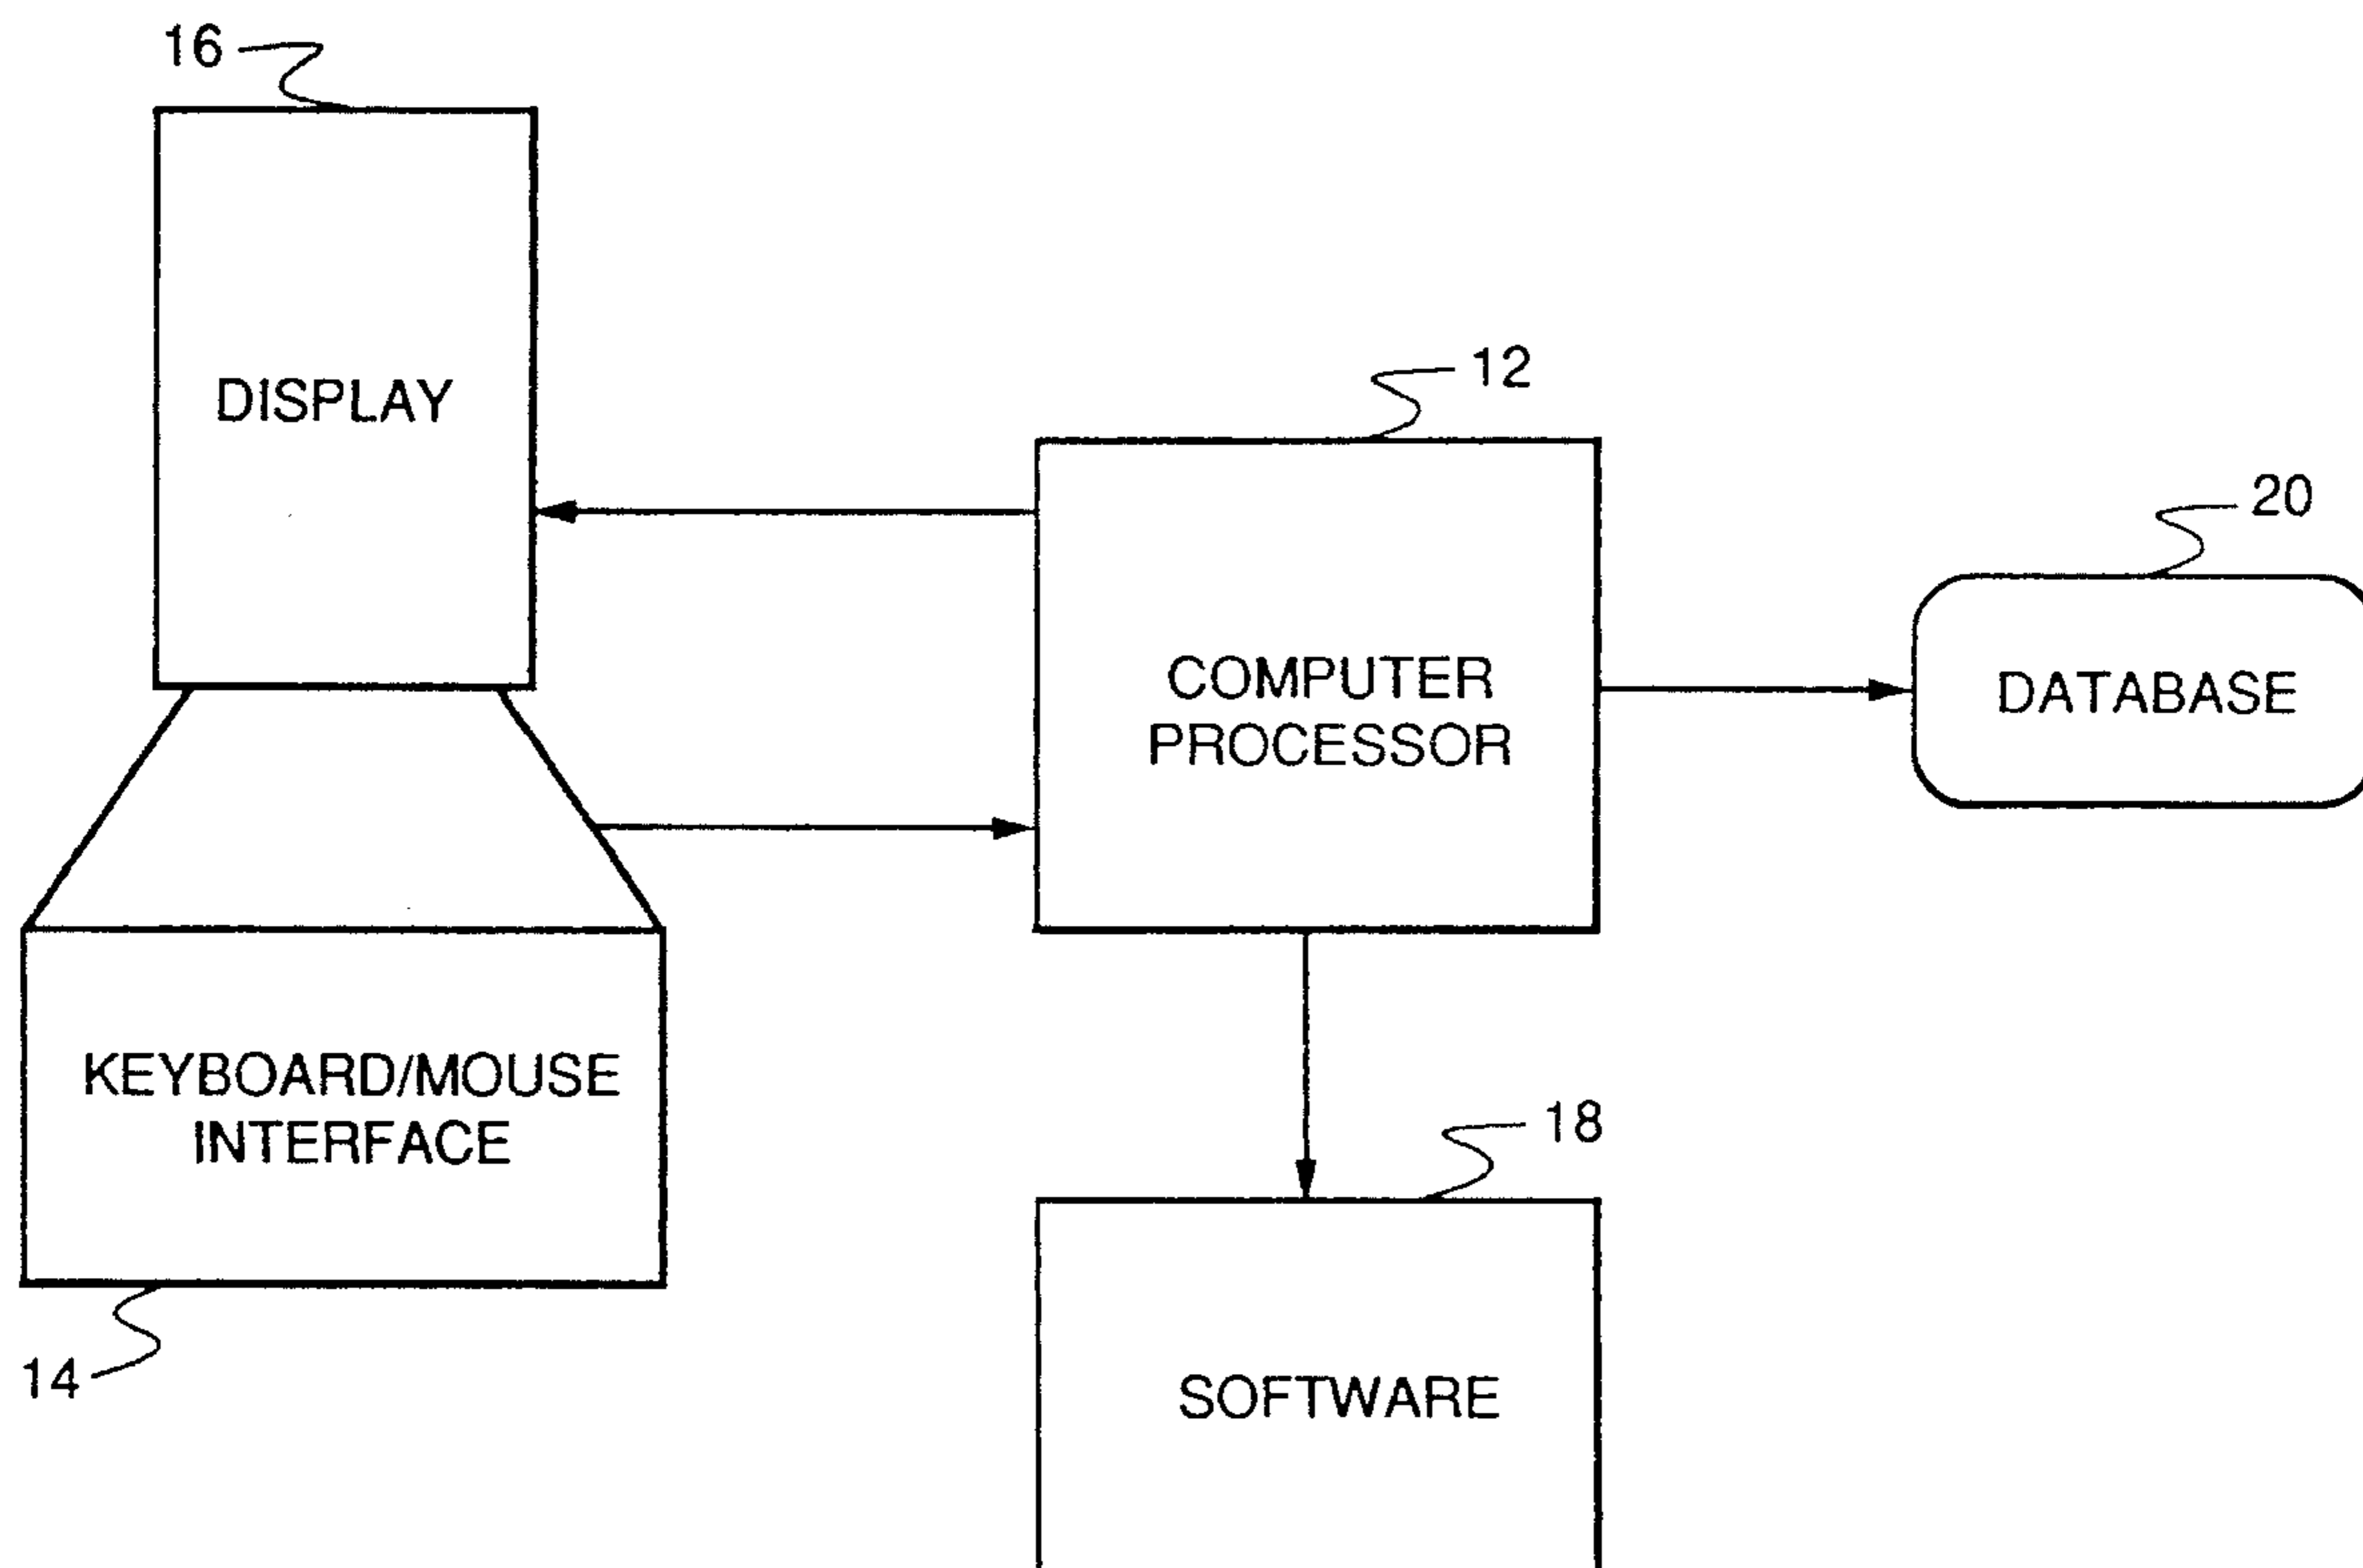 16
DISPLAY
12
20
COMPUTER
PROCESSOR
DATABASE
KEYBOARD/MOUSE
INTERFACE
18
14
SOFTWARE